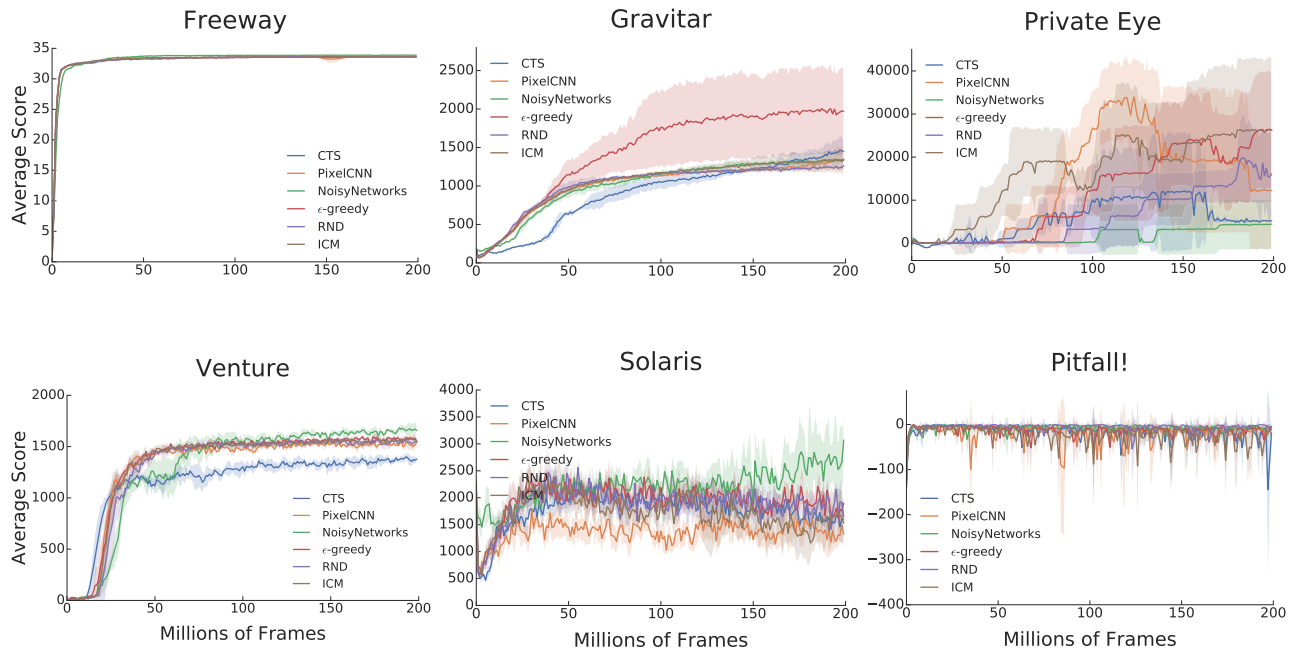 Freeway
Average Score
35
30
25
20
15
10
5
0
0 50 100 150 200
CTS
PixelCNN
NoisyNetworks
ϵ-greedy
RND
ICM
Gravitar
2500
2000
1500
1000
500
0
0 50 100 150 200
CTS
PixelCNN
NoisyNetworks
ϵ-greedy
RND
ICM
Private Eye
40000
30000
20000
10000
0
0 50 100 150 200
CTS
PixelCNN
NoisyNetworks
ϵ-greedy
RND
ICM
Venture
Average Score
2000
1500
1000
500
0
0 50 100 150 200
Millions of Frames
CTS
PixelCNN
NoisyNetworks
ϵ-greedy
RND
ICM
Solaris
4000
3500
3000
2500
2000
1500
1000
500
0
0 50 100 150 200
Millions of Frames
CTS
PixelCNN
NoisyNetworks
ϵ-greedy
RND
ICM
Pitfall!
0
−100
−200
−300
−400
0 50 100 150 200
Millions of Frames
CTS
PixelCNN
NoisyNetworks
ϵ-greedy
RND
ICM